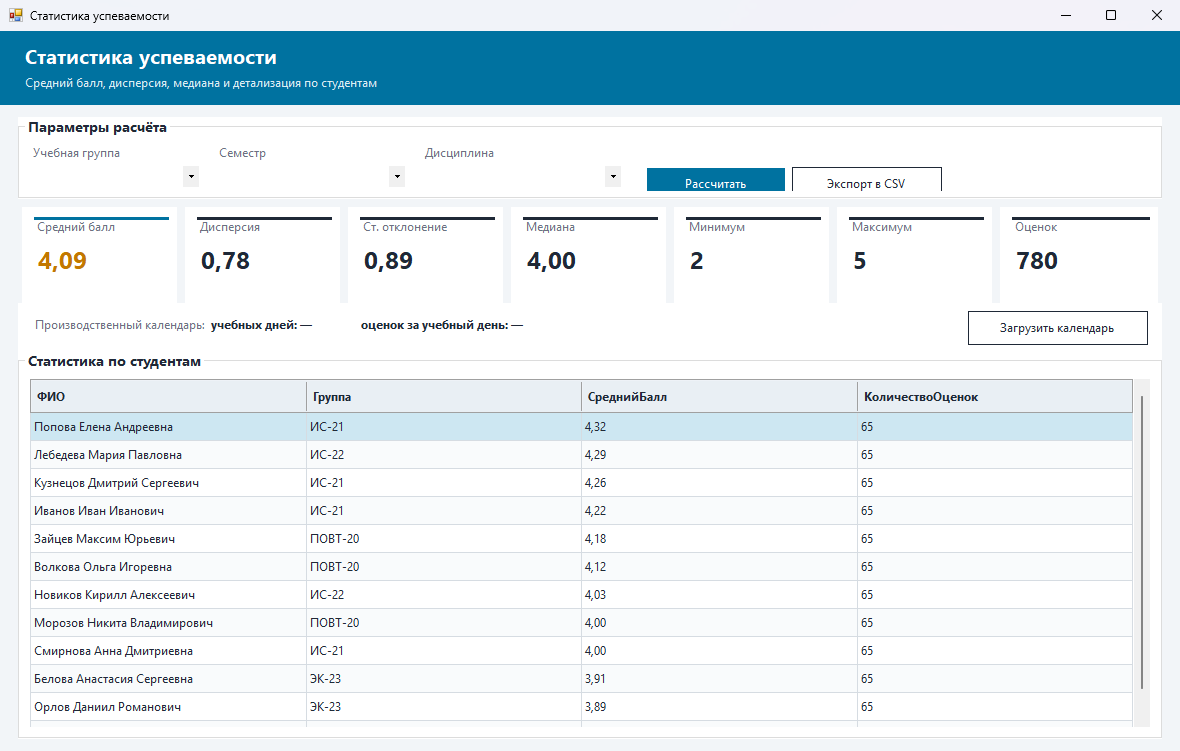 Статистика успеваемости
Статистика успеваемости
Средний балл, дисперсия, медиана и детализация по студентам
Параметры расчёта
Учебная группа Семестр Дисциплина
Рассчитать Экспорт в CSV
Средний балл Дисперсия Ст. отклонение Медиана Минимум Максимум Оценок
4,09 0,78 0,89 4,00 2 5 780
Производственный календарь: учебных дней: — оценок за учебный день: — Загрузить календарь
Статистика по студентам
ФИО Группа СреднийБалл КоличествоОценок
Попова Елена Андреевна ИС-21 4,32 65
Лебедева Мария Павловна ИС-22 4,29 65
Кузнецов Дмитрий Сергеевич ИС-21 4,26 65
Иванов Иван Иванович ИС-21 4,22 65
Зайцев Максим Юрьевич ПОВТ-20 4,18 65
Волкова Ольга Игоревна ПОВТ-20 4,12 65
Новиков Кирилл Алексеевич ИС-22 4,03 65
Морозов Никита Владимирович ПОВТ-20 4,00 65
Смирнова Анна Дмитриевна ИС-21 4,00 65
Белова Анастасия Сергеевна ЭК-23 3,91 65
Орлов Даниил Романович ЭК-23 3,89 65